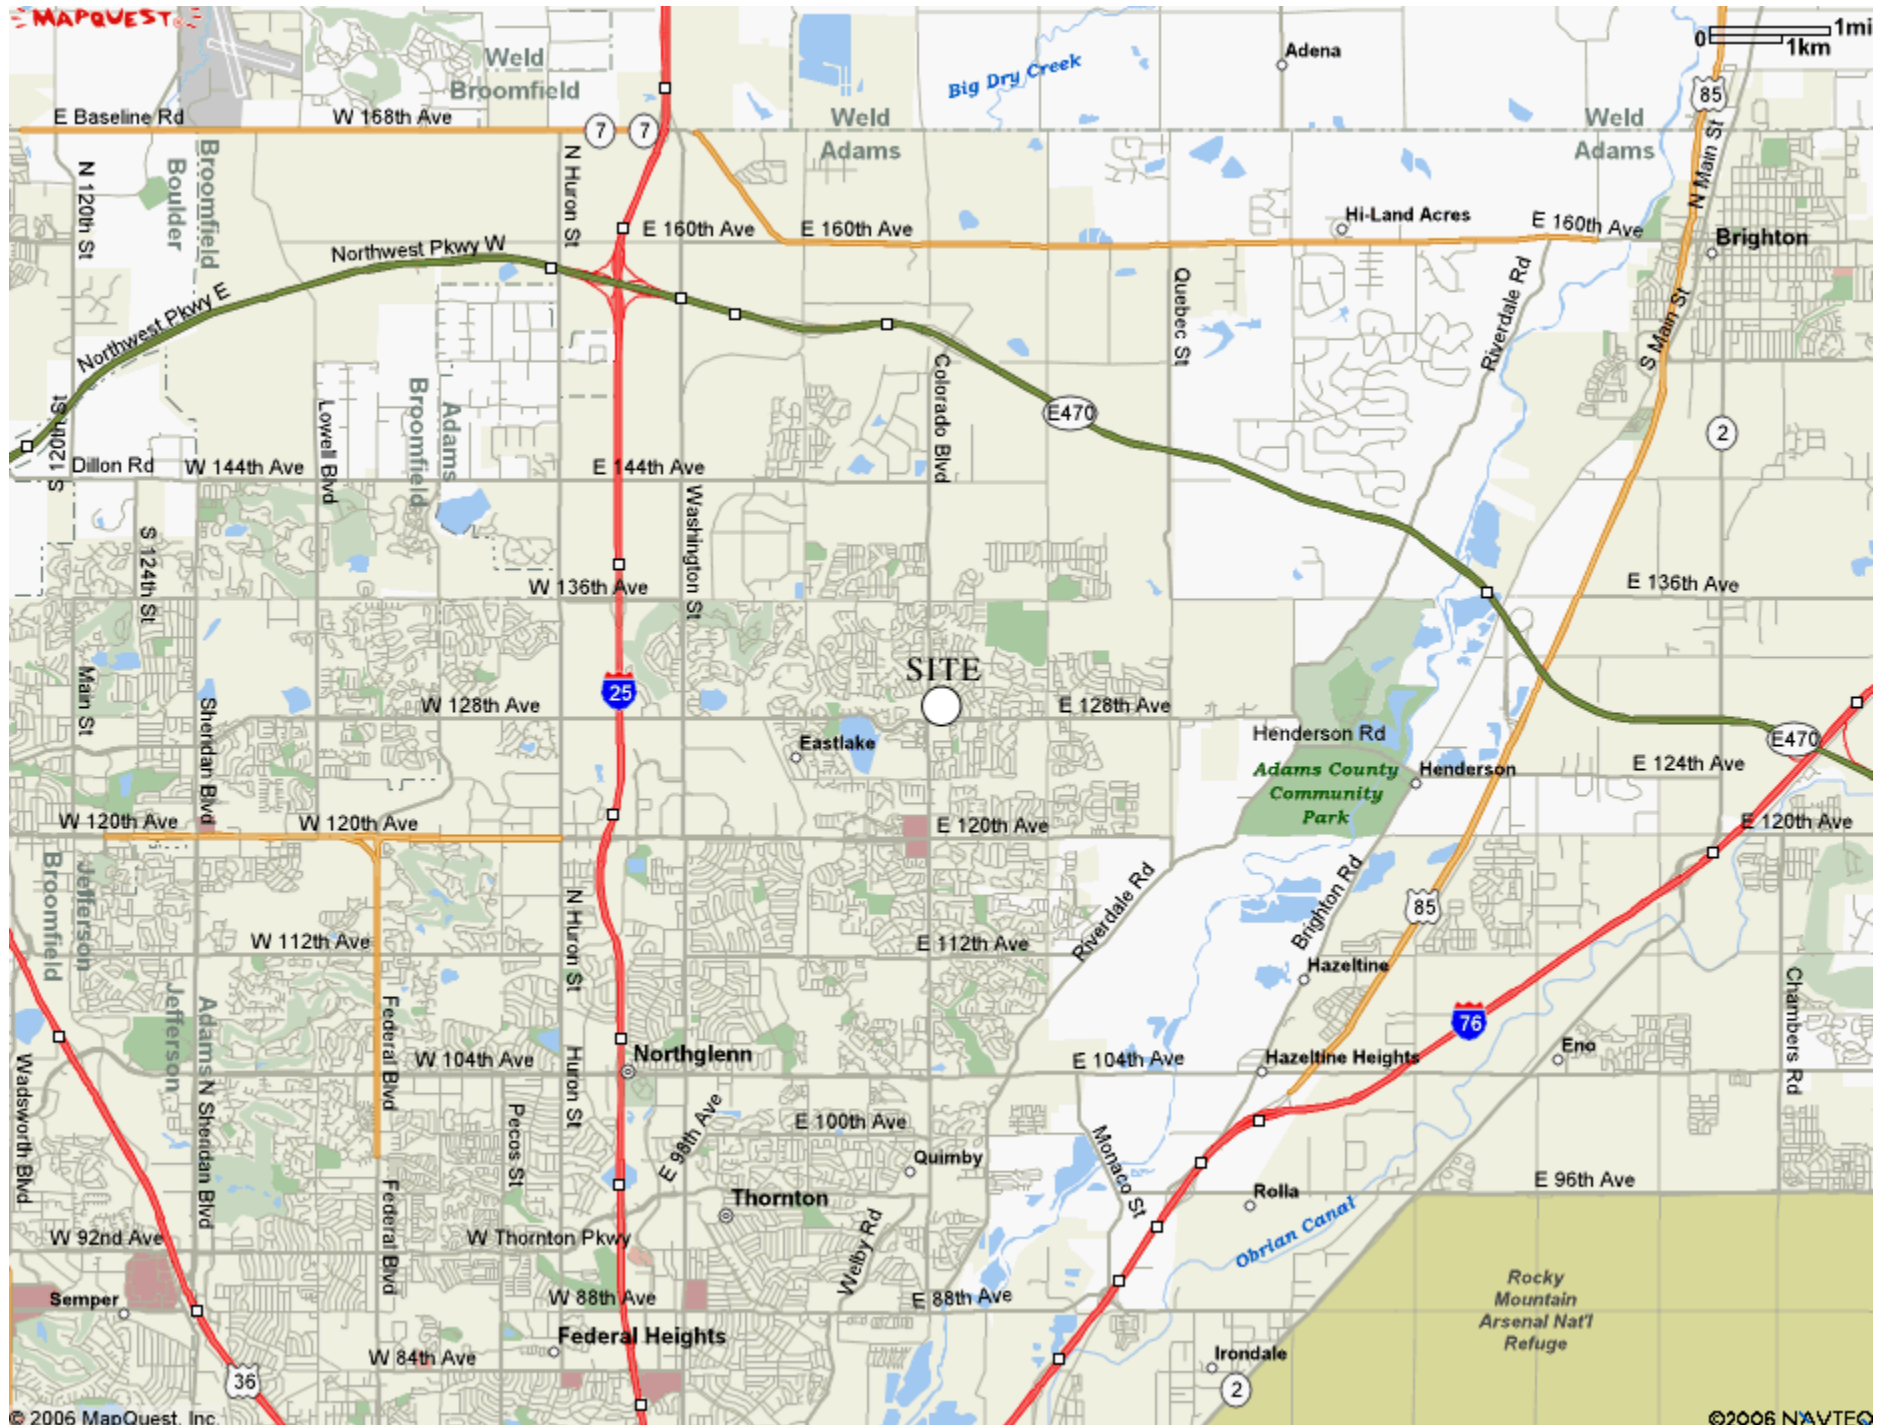 MAPQUEST
0 1mi
1km
Adena
Weld
Broomfield
Big Dry Creek
85
E Baseline Rd
W 168th Ave
7
7
Weld
Adams
Weld
Adams
N Main St
N 120th St
Boulder
Broomfield
N Huron St
E 160th Ave
E 160th Ave
Hi-Land Acres
E 160th Ave
Brighton
Northwest Pkwy W
Northwest Pkwy E
Quebec St
Riverdale Rd
S Main St
Colorado Blvd
E470
2
S 120th St
Lowell Blvd
Broomfield
Adams
Dillon Rd
W 144th Ave
E 144th Ave
Washington St
S 124th St
W 136th Ave
E 136th Ave
SITE
25
Main St
Sheridan Blvd
W 128th Ave
E 128th Ave
Eastlake
Henderson Rd
E470
Adams County
Community
Park
Henderson
E 124th Ave
W 120th Ave
W 120th Ave
E 120th Ave
E 120th Ave
Broomfield
Jefferson
N Huron St
Riverdale Rd
Brighton Rd
85
W 112th Ave
E 112th Ave
Hazeltine
Jefferson
Adams
Federal Blvd
Chambers Rd
76
Wadsworth Blvd
N Sheridan Blvd
W 104th Ave
Huron St
Northglenn
E 104th Ave
Hazeltine Heights
Eno
Pecos St
E 98th Ave
E 100th Ave
Monaco St
Quimby
Federal Blvd
Thornton
Rolla
E 96th Ave
W 92nd Ave
W Thornton Pkwy
Welby Rd
Obrian Canal
Semper
W 88th Ave
E 88th Ave
Rocky
Mountain
Arsenal Nat'l
Refuge
Federal Heights
W 84th Ave
Irondale
36
2
© 2006 MapQuest, Inc.
©2006 NAVTEQ